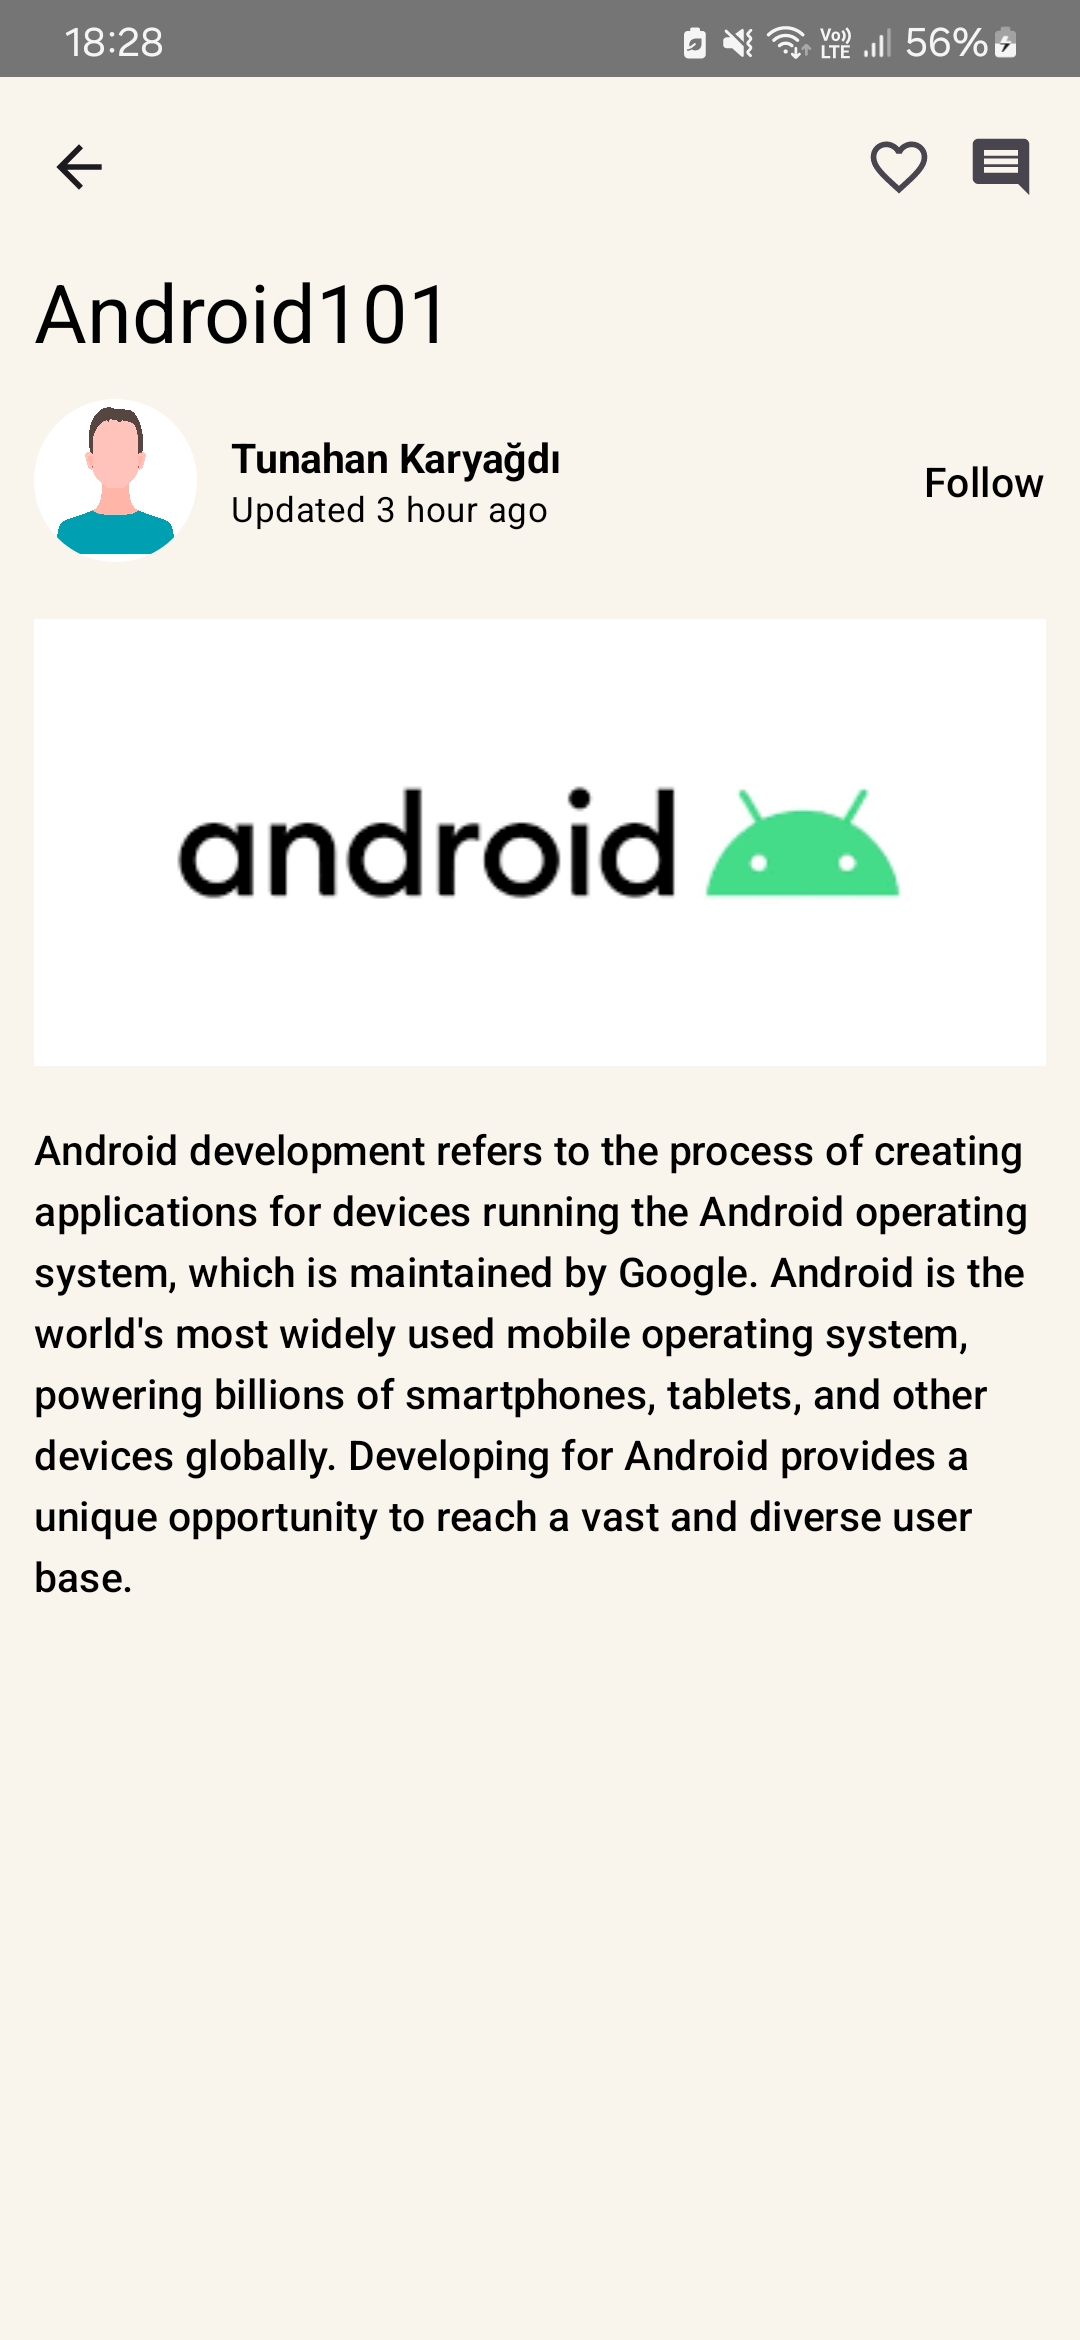 18:28
Vo)) LTE 56%
Android101
Tunahan Karyağdı
Updated 3 hour ago
Follow
android
Android development refers to the process of creating
applications for devices running the Android operating
system, which is maintained by Google. Android is the
world's most widely used mobile operating system,
powering billions of smartphones, tablets, and other
devices globally. Developing for Android provides a
unique opportunity to reach a vast and diverse user
base.